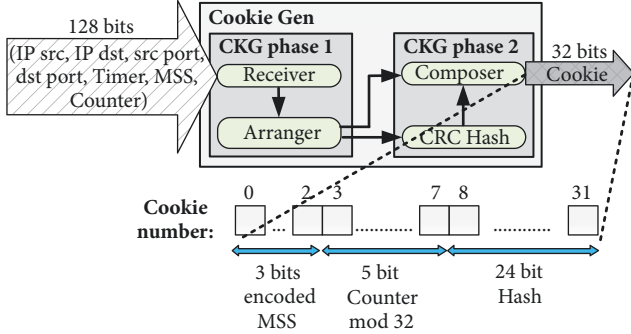 Cookie Gen
128 bits
(IP src, IP dst, src port,
dst port, Timer, MSS,
Counter)
CKG phase 1
Receiver
Arranger
CKG phase 2
Composer
CRC Hash
32 bits
Cookie
Cookie
number:
0 2 3 7 8 31
... .......... ..........
3 bits
encoded
MSS
5 bit
Counter
mod 32
24 bit
Hash